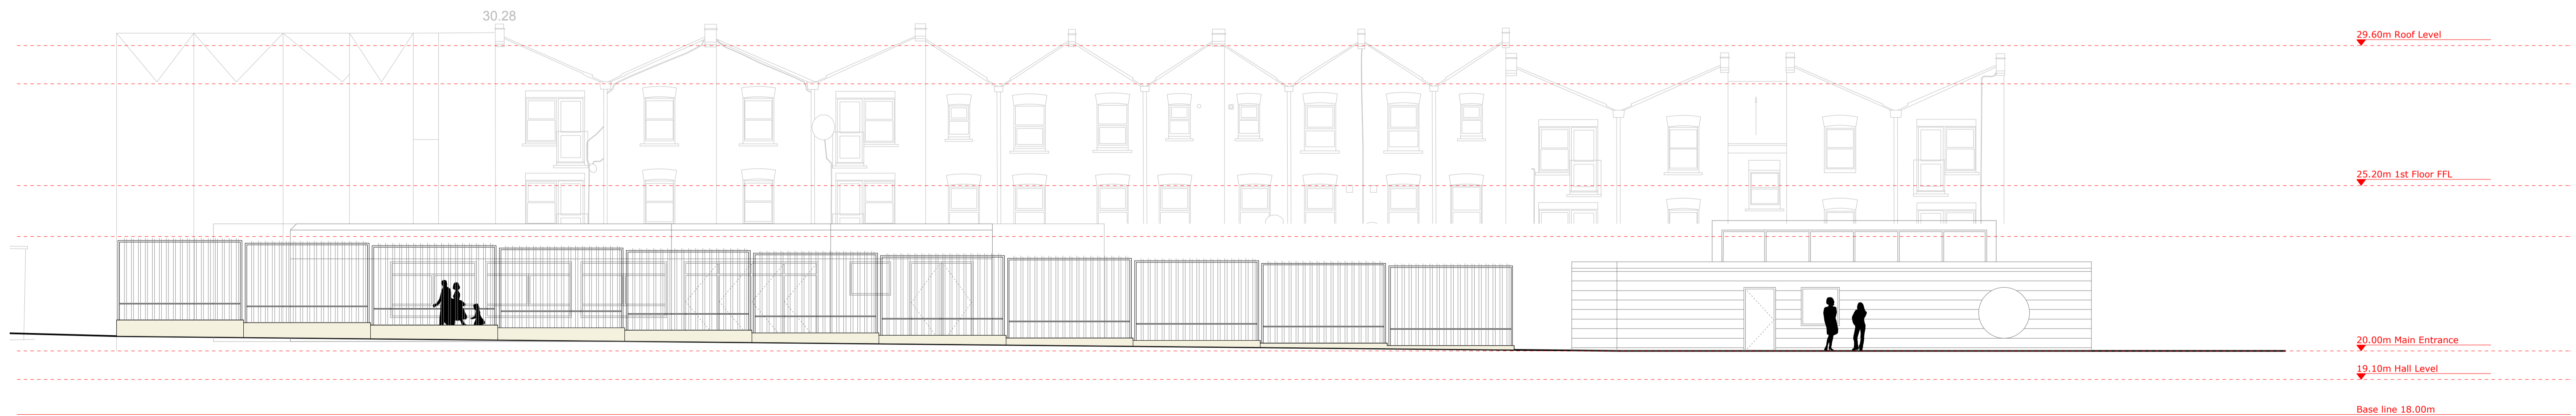 30.28
29.60m Roof Level
25.20m 1st Floor FFL
20.00m Main Entrance
19.10m Hall Level
Base line 18.00m